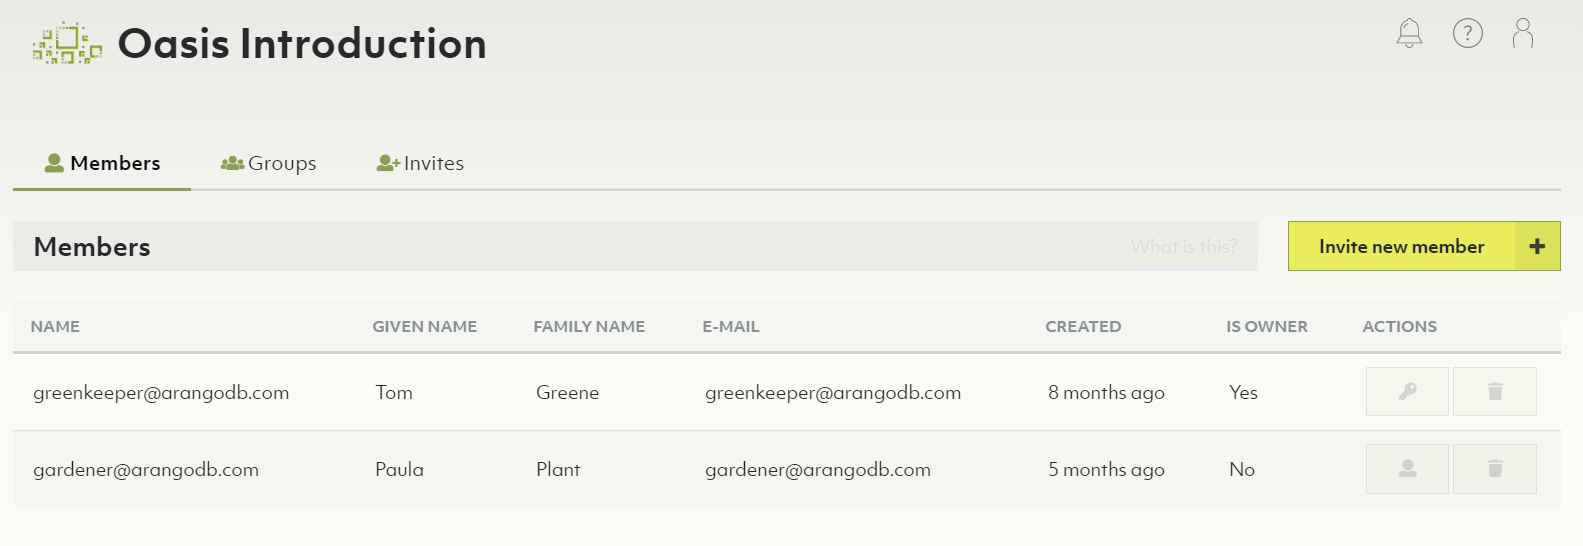 Oasis Introduction
?
Members Groups Invites
Members What is this? Invite new member +
NAME GIVEN NAME FAMILY NAME E-MAIL CREATED IS OWNER ACTIONS
greenkeeper@arangodb.com Tom Greene greenkeeper@arangodb.com 8 months ago Yes
gardener@arangodb.com Paula Plant gardener@arangodb.com 5 months ago No